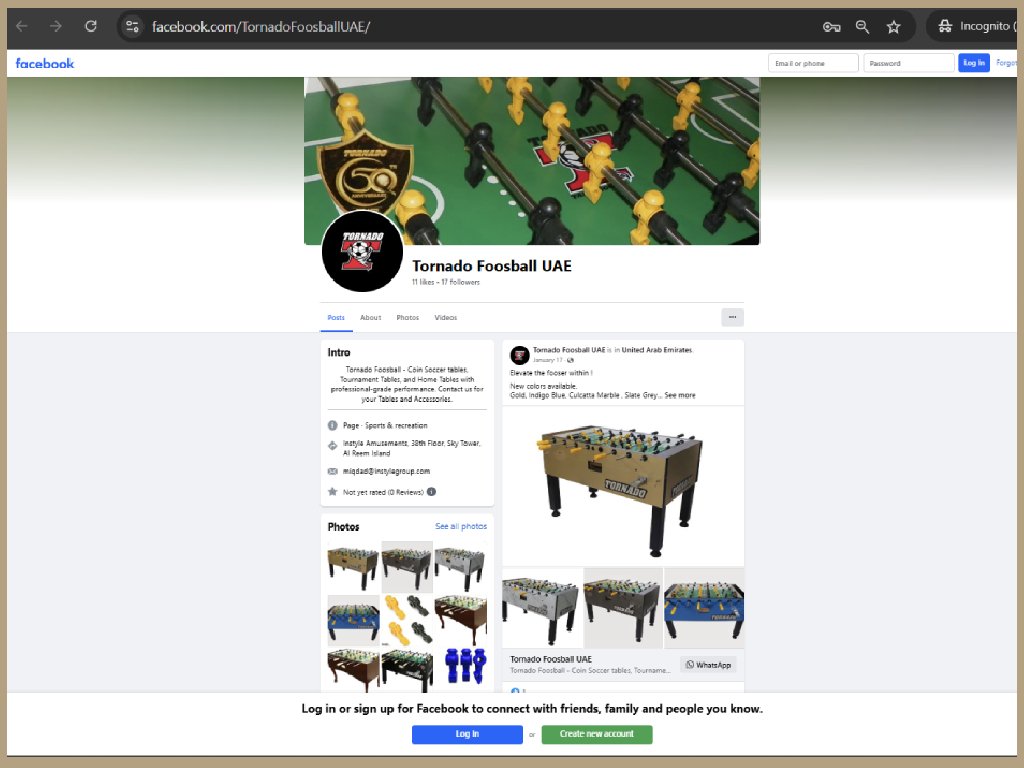 facebook.com/TornadoFoosballUAE/
Incognito (
facebook
Email or phone
Password
Log In
Forgot
TORNADO
50
TH
ANNIVERSARY
TORNADO
Tornado Foosball UAE
11 likes • 17 followers
Posts
About
Photos
Videos
Intro
Tornado Foosball - Coin Soccer tables,
Tournament Tables, and Home Tables with
professional-grade performance. Contact us for
your Tables and Accessories.
Page · Sports & recreation
Instyle Amusements, 38th Floor, Sky Tower,
Al Reem Island
miqdad@instylegroup.com
Not yet rated (0 Reviews)
Photos
See all photos
Tornado Foosball UAE is in United Arab Emirates.
January 17 ·
Elevate the fooser within !
New colors available.
Gold, Indigo Blue, Culcatta Marble , Slate Grey... See more
TORNADO
Tornado Foosball UAE
Tornado Foosball – Coin Soccer tables, Tourname...
WhatsApp
Log in or sign up for Facebook to connect with friends, family and people you know.
Log In
or
Create new account